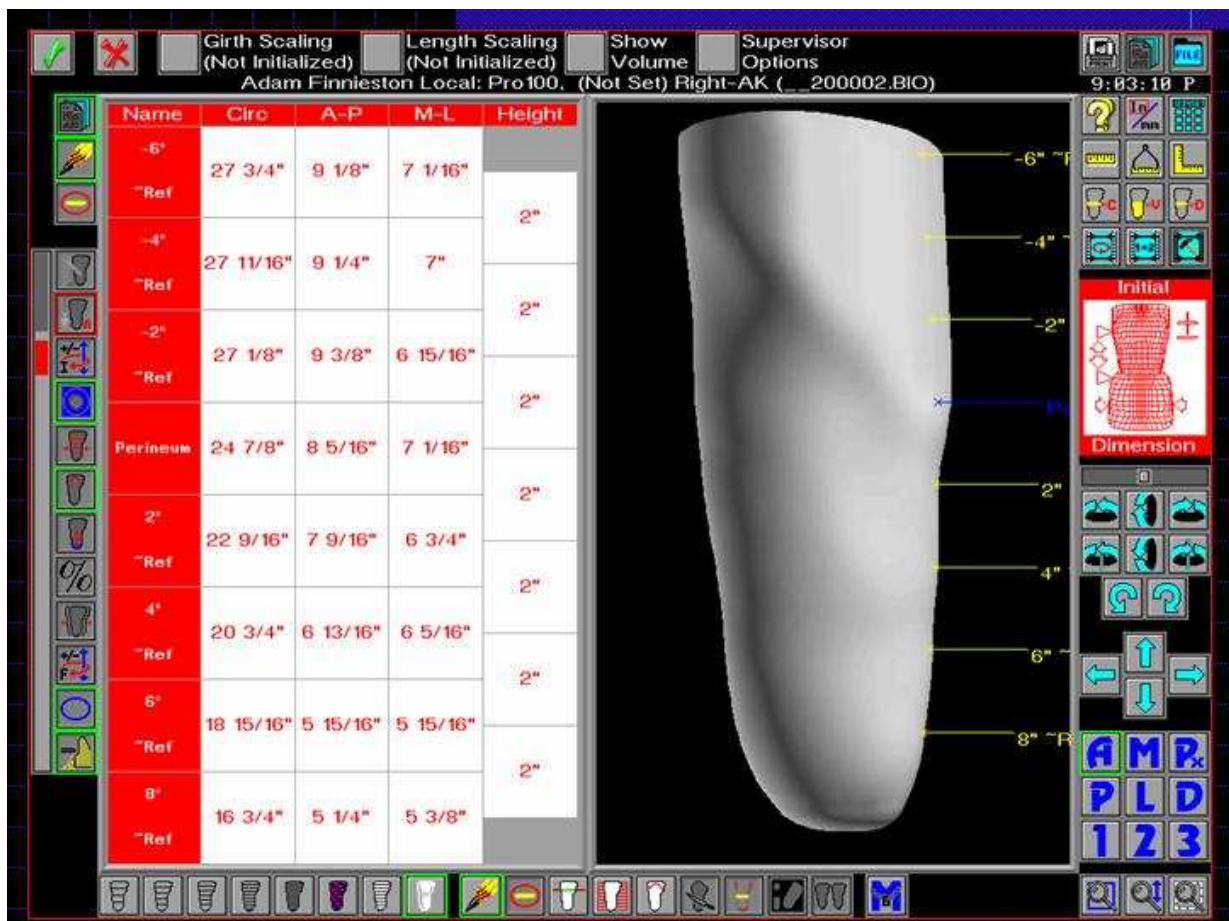 Girth Scaling
(Not Initialized)
Length Scaling
(Not Initialized)
Show
Volume
Supervisor
Options
Adam Finnieston Local: Pro100, (Not Set) Right-AK (__200002.BIO)
9:03:10 P
FILE
Name Circ A-P M-L Height
-6"
~Ref
27 3/4" 9 1/8" 7 1/16"
2"
-4"
~Ref
27 11/16" 9 1/4" 7"
2"
-2"
~Ref
27 1/8" 9 3/8" 6 15/16"
2"
Perineum 24 7/8" 8 5/16" 7 1/16"
2"
2"
~Ref
22 9/16" 7 9/16" 6 3/4"
2"
4"
~Ref
20 3/4" 6 13/16" 6 5/16"
2"
6"
~Ref
18 15/16" 5 15/16" 5 15/16"
2"
8"
~Ref
16 3/4" 5 1/4" 5 3/8"
-6" ~R
-4" ~
-2"
2"
4"
6" ~
8" ~R
In/mm
Initial
Dimension
%
A M Px
P L D
1 2 3
M